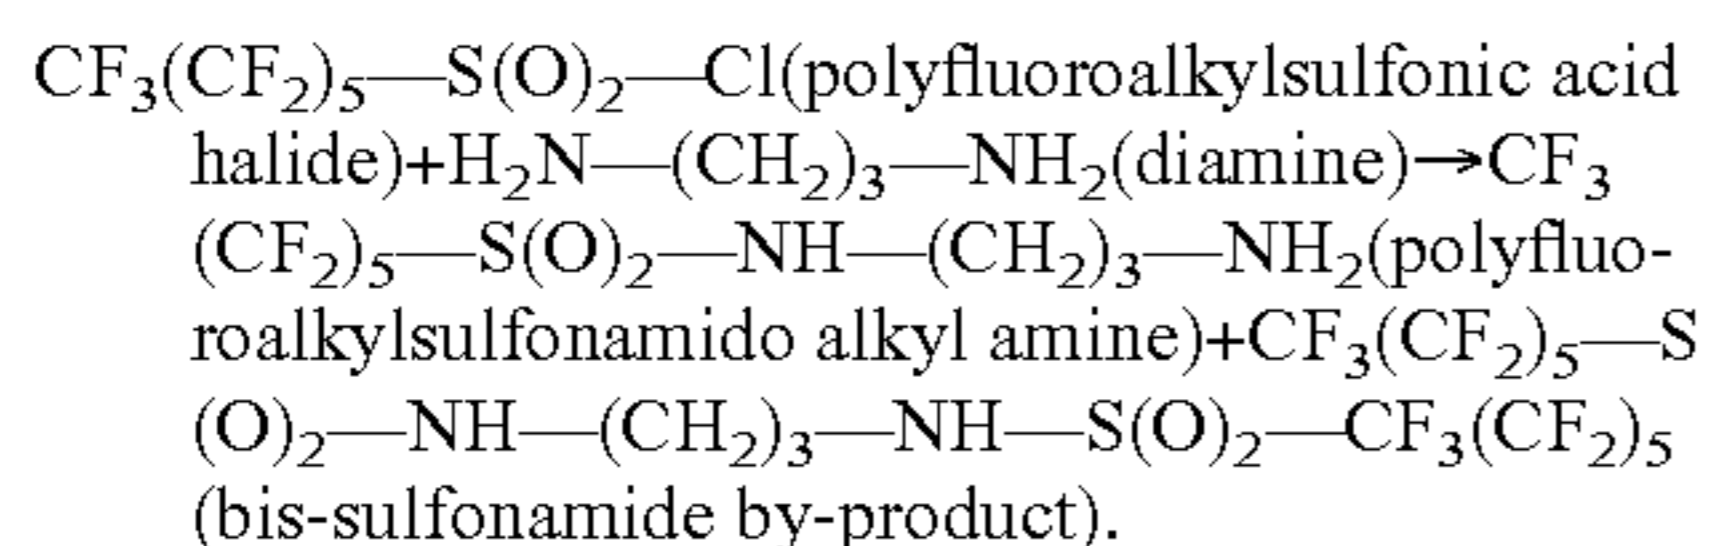 CF₃(CF₂)₅—S(O)₂—Cl(polyfluoroalkylsulfonic acid
halide)+H₂N—(CH₂)₃—NH₂(diamine)→CF₃
(CF₂)₅—S(O)₂—NH—(CH₂)₃—NH₂(polyfluo-
roalkylsulfonamido alkyl amine)+CF₃(CF₂)₅—S
(O)₂—NH—(CH₂)₃—NH—S(O)₂—CF₃(CF₂)₅
(bis-sulfonamide by-product).